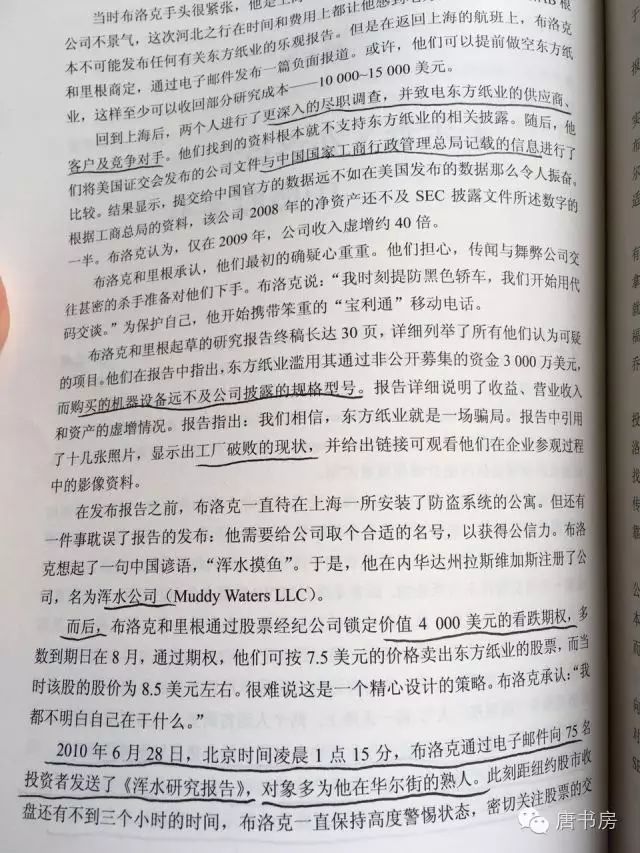 当时布洛克手头很紧张，他是上海
公司不景气，这次河北之行在时间和费用上都让他感到
本不可能发布任何有关东方纸业的乐观报告。但是在返回上海的航班上，布洛克
和里根商定，通过电子邮件发布一篇负面报道。或许，他们可以提前做空东方纸
业，这样至少可以收回部分研究成本——10 000~15 000 美元。
回到上海后，两个人进行了更深入的尽职调查，并致电东方纸业的供应商、
客户及竞争对手。他们找到的资料根本就不支持东方纸业的相关披露。随后，他
们将美国证交会发布的公司文件与中国国家工商行政管理总局记载的信息进行了
比较。结果显示，提交给中国官方的数据远不如在美国发布的数据那么令人振奋。
根据工商总局的资料，该公司 2008 年的净资产还不及 SEC 披露文件所述数字的
一半。布洛克认为，仅在 2009 年，公司收入虚增约 40 倍。
布洛克和里根承认，他们最初的确疑心重重。他们担心，传闻与舞弊公司交
往甚密的杀手准备对他们下手。布洛克说：“我时刻提防黑色轿车，我们开始用代
码交谈。”为保护自己，他开始携带笨重的“宝利通”移动电话。
布洛克和里根起草的研究报告终稿长达 30 页，详细列举了所有他们认为可疑
的项目。他们在报告中指出，东方纸业滥用其通过非公开募集的资金 3 000 万美元，
而购买的机器设备远不及公司披露的规格型号。报告详细说明了收益、营业收入
和资产的虚增情况。报告指出：我们相信，东方纸业就是一场骗局。报告中引用
了十几张照片，显示出工厂破败的现状，并给出链接可观看他们在企业参观过程
中的影像资料。
在发布报告之前，布洛克一直待在上海一所安装了防盗系统的公寓。但还有
一件事耽误了报告的发布：他需要给公司取个合适的名号，以获得公信力。布洛
克想起了一句中国谚语，“浑水摸鱼”。于是，他在内华达州拉斯维加斯注册了公
司，名为浑水公司（Muddy Waters LLC）。
而后，布洛克和里根通过股票经纪公司锁定价值 4 000 美元的看跌期权，多
数到期日在 8 月，通过期权，他们可按 7.5 美元的价格卖出东方纸业的股票，而当
时该股的股价为 8.5 美元左右。很难说这是一个精心设计的策略。布洛克承认：“我
都不明白自己在干什么。”
2010 年 6 月 28 日，北京时间凌晨 1 点 15 分，布洛克通过电子邮件向 75 名
投资者发送了《浑水研究报告》，对象多为他在华尔街的熟人。此刻距纽约股市收
盘还有不到三个小时的时间，布洛克一直保持高度警惕状态，密切关注股票的交
唐书房